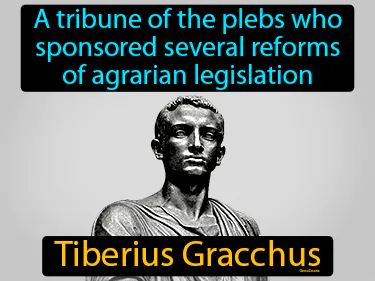 A tribune of the plebs who
sponsored several reforms
of agrarian legislation
Tiberius Gracchus